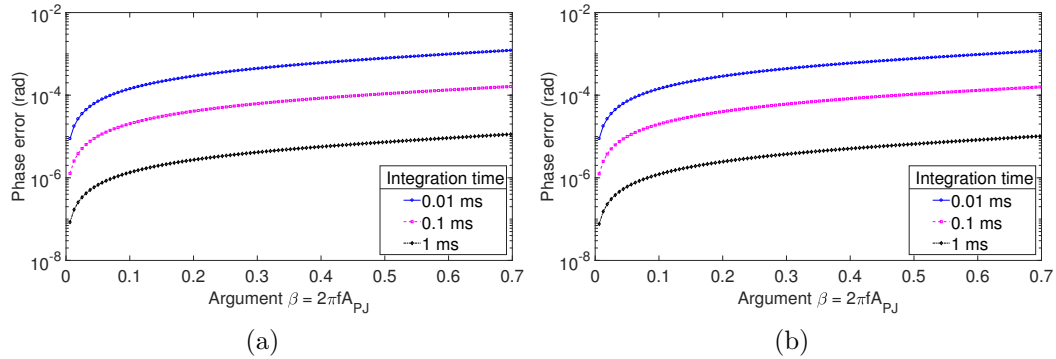 10^-2
10^-4
10^-6
10^-8
Phase error (rad)
Integration time
0.01 ms
0.1 ms
1 ms
0 0.1 0.2 0.3 0.4 0.5 0.6 0.7
Argument β = 2πfA_PJ
(a)
10^-2
10^-4
10^-6
10^-8
Phase error (rad)
Integration time
0.01 ms
0.1 ms
1 ms
0 0.1 0.2 0.3 0.4 0.5 0.6 0.7
Argument β = 2πfA_PJ
(b)